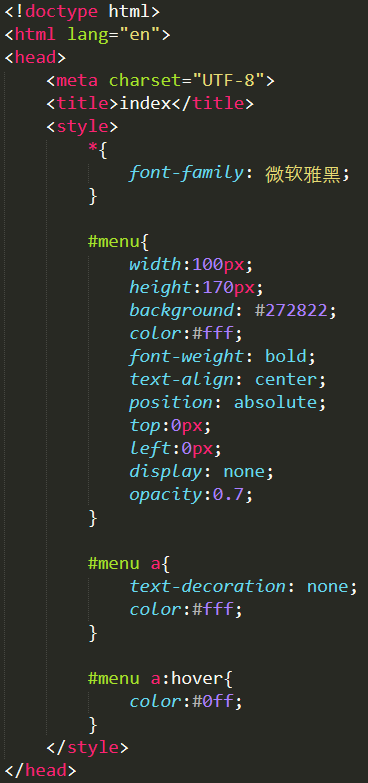 <!doctype html>
<html lang="en">
<head>
    <meta charset="UTF-8">
    <title>index</title>
    <style>
        *{
            font-family: 微软雅黑;
        }

        #menu{
            width:100px;
            height:170px;
            background: #272822;
            color:#fff;
            font-weight: bold;
            text-align: center;
            position: absolute;
            top:0px;
            left:0px;
            display: none;
            opacity:0.7;
        }

        #menu a{
            text-decoration: none;
            color:#fff;
        }

        #menu a:hover{
            color:#0ff;
        }
    </style>
</head>